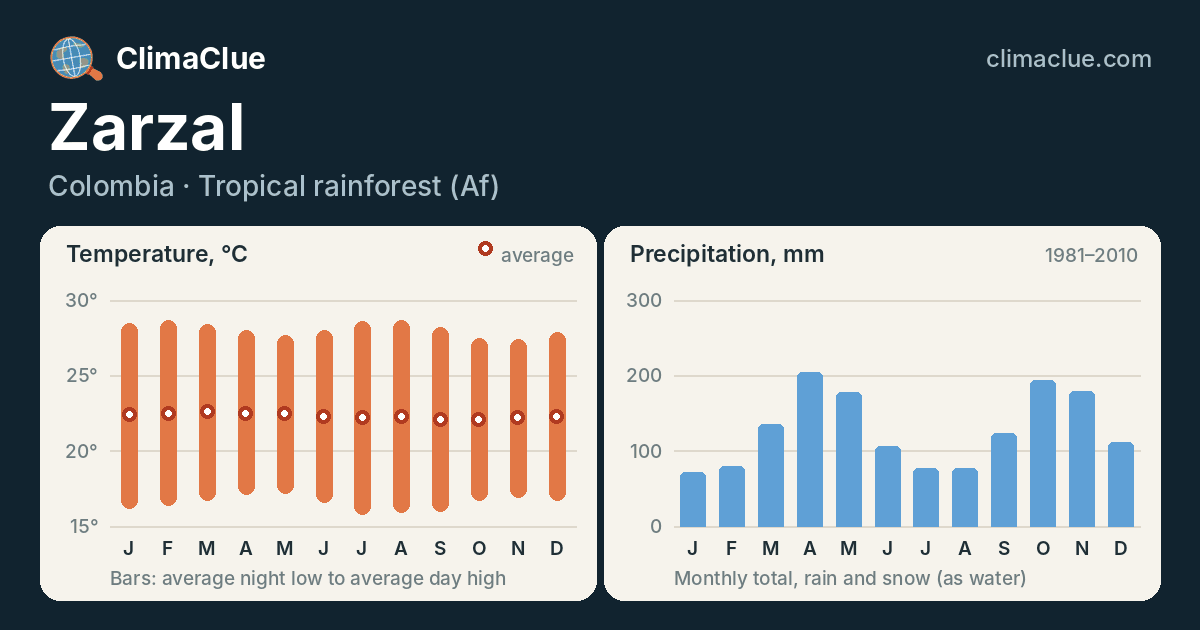 ClimaClue
climaclue.com
Zarzal
Colombia · Tropical rainforest (Af)
Temperature, °C
average
30°
25°
20°
15°
J F M A M J J A S O N D
Bars: average night low to average day high
Precipitation, mm
1981–2010
300
200
100
0
J F M A M J J A S O N D
Monthly total, rain and snow (as water)